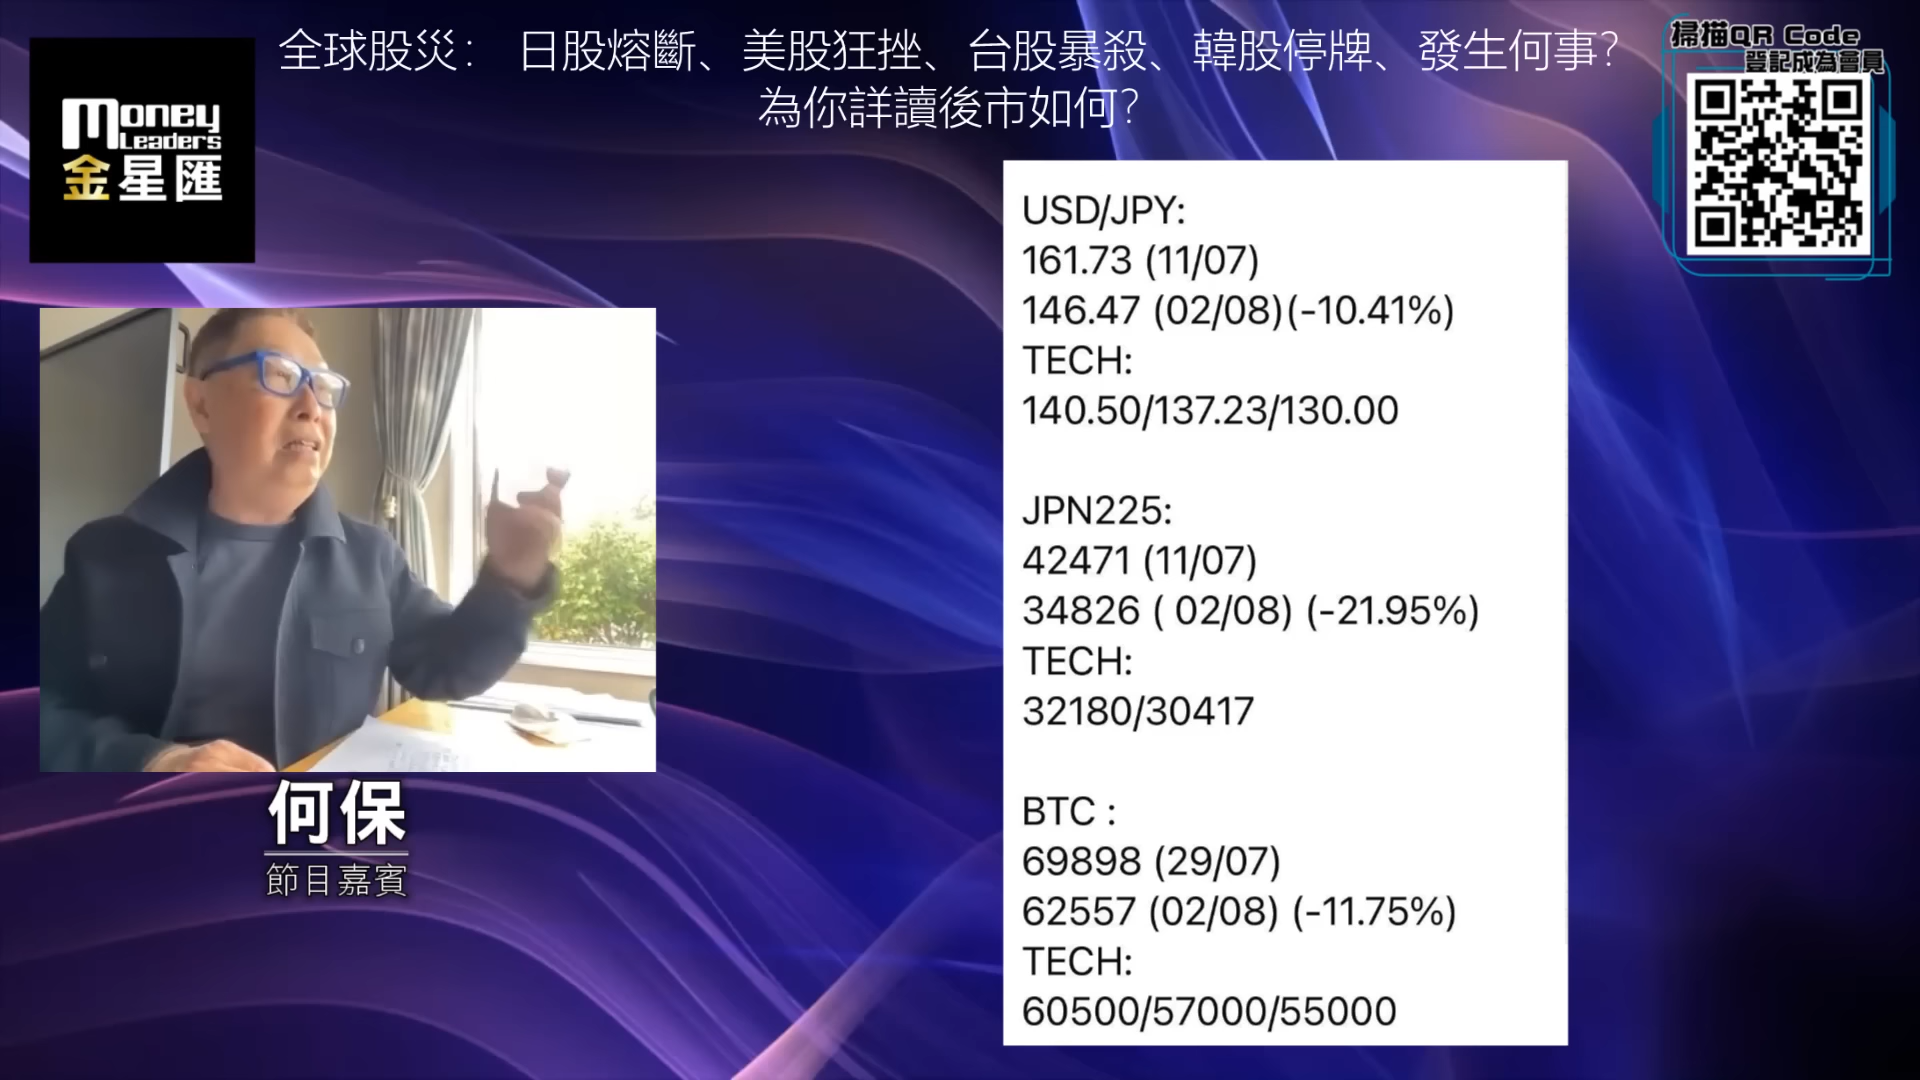 全球股災： 日股熔斷、美股狂挫、台股暴殺、韓股停牌、發生何事？
為你詳讀後市如何？
掃描QR Code
登記成為會員
Money
Leaders
金星匯
USD/JPY:
161.73 (11/07)
146.47 (02/08)(-10.41%)
TECH:
140.50/137.23/130.00
JPN225:
42471 (11/07)
34826 ( 02/08) (-21.95%)
TECH:
32180/30417
BTC :
69898 (29/07)
62557 (02/08) (-11.75%)
TECH:
60500/57000/55000
何保
節目嘉賓